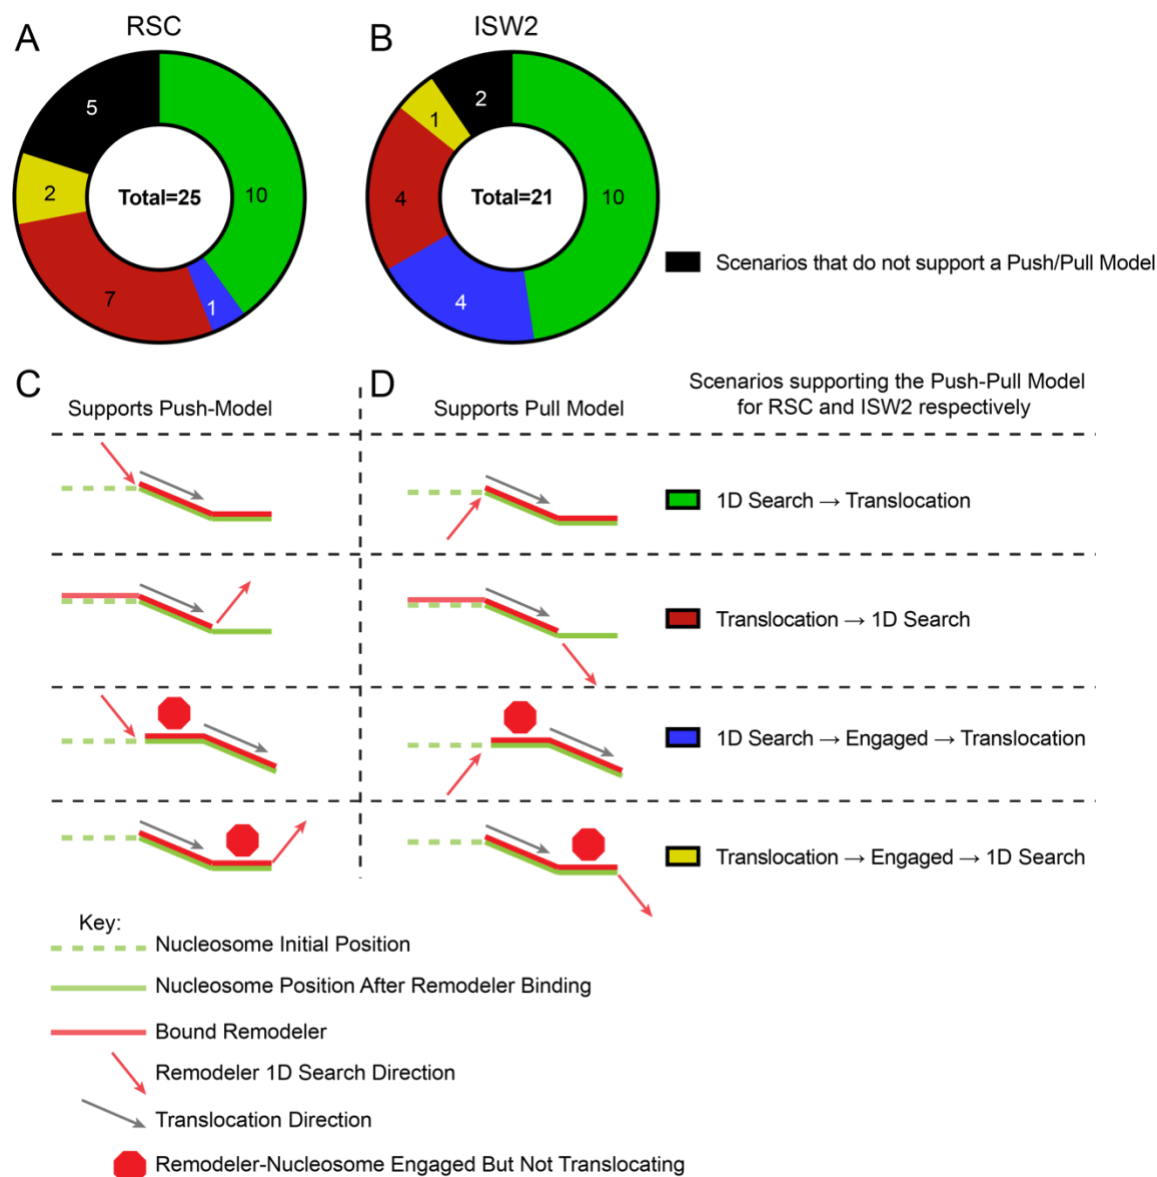 A
RSC
B
ISW2
5
2
10
Total=25
7
1
2
1
4
10
Total=21
4
Scenarios that do not support a Push/Pull Model
C
Supports Push-Model
D
Supports Pull Model
Scenarios supporting the Push-Pull Model
for RSC and ISW2 respectively
1D Search → Translocation
Translocation → 1D Search
1D Search → Engaged → Translocation
Translocation → Engaged → 1D Search
Key:
Nucleosome Initial Position
Nucleosome Position After Remodeler Binding
Bound Remodeler
Remodeler 1D Search Direction
Translocation Direction
Remodeler-Nucleosome Engaged But Not Translocating